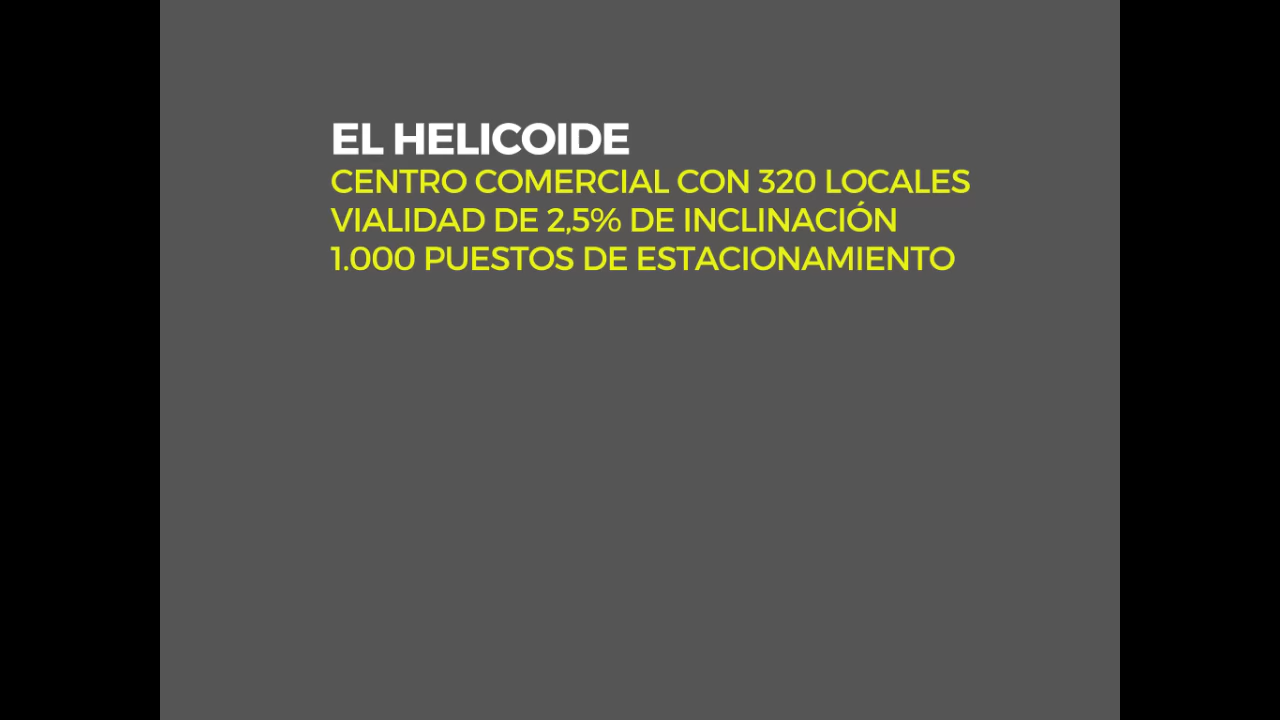 EL HELICOIDE
CENTRO COMERCIAL CON 320 LOCALES
VIALIDAD DE 2,5% DE INCLINACIÓN
1.000 PUESTOS DE ESTACIONAMIENTO